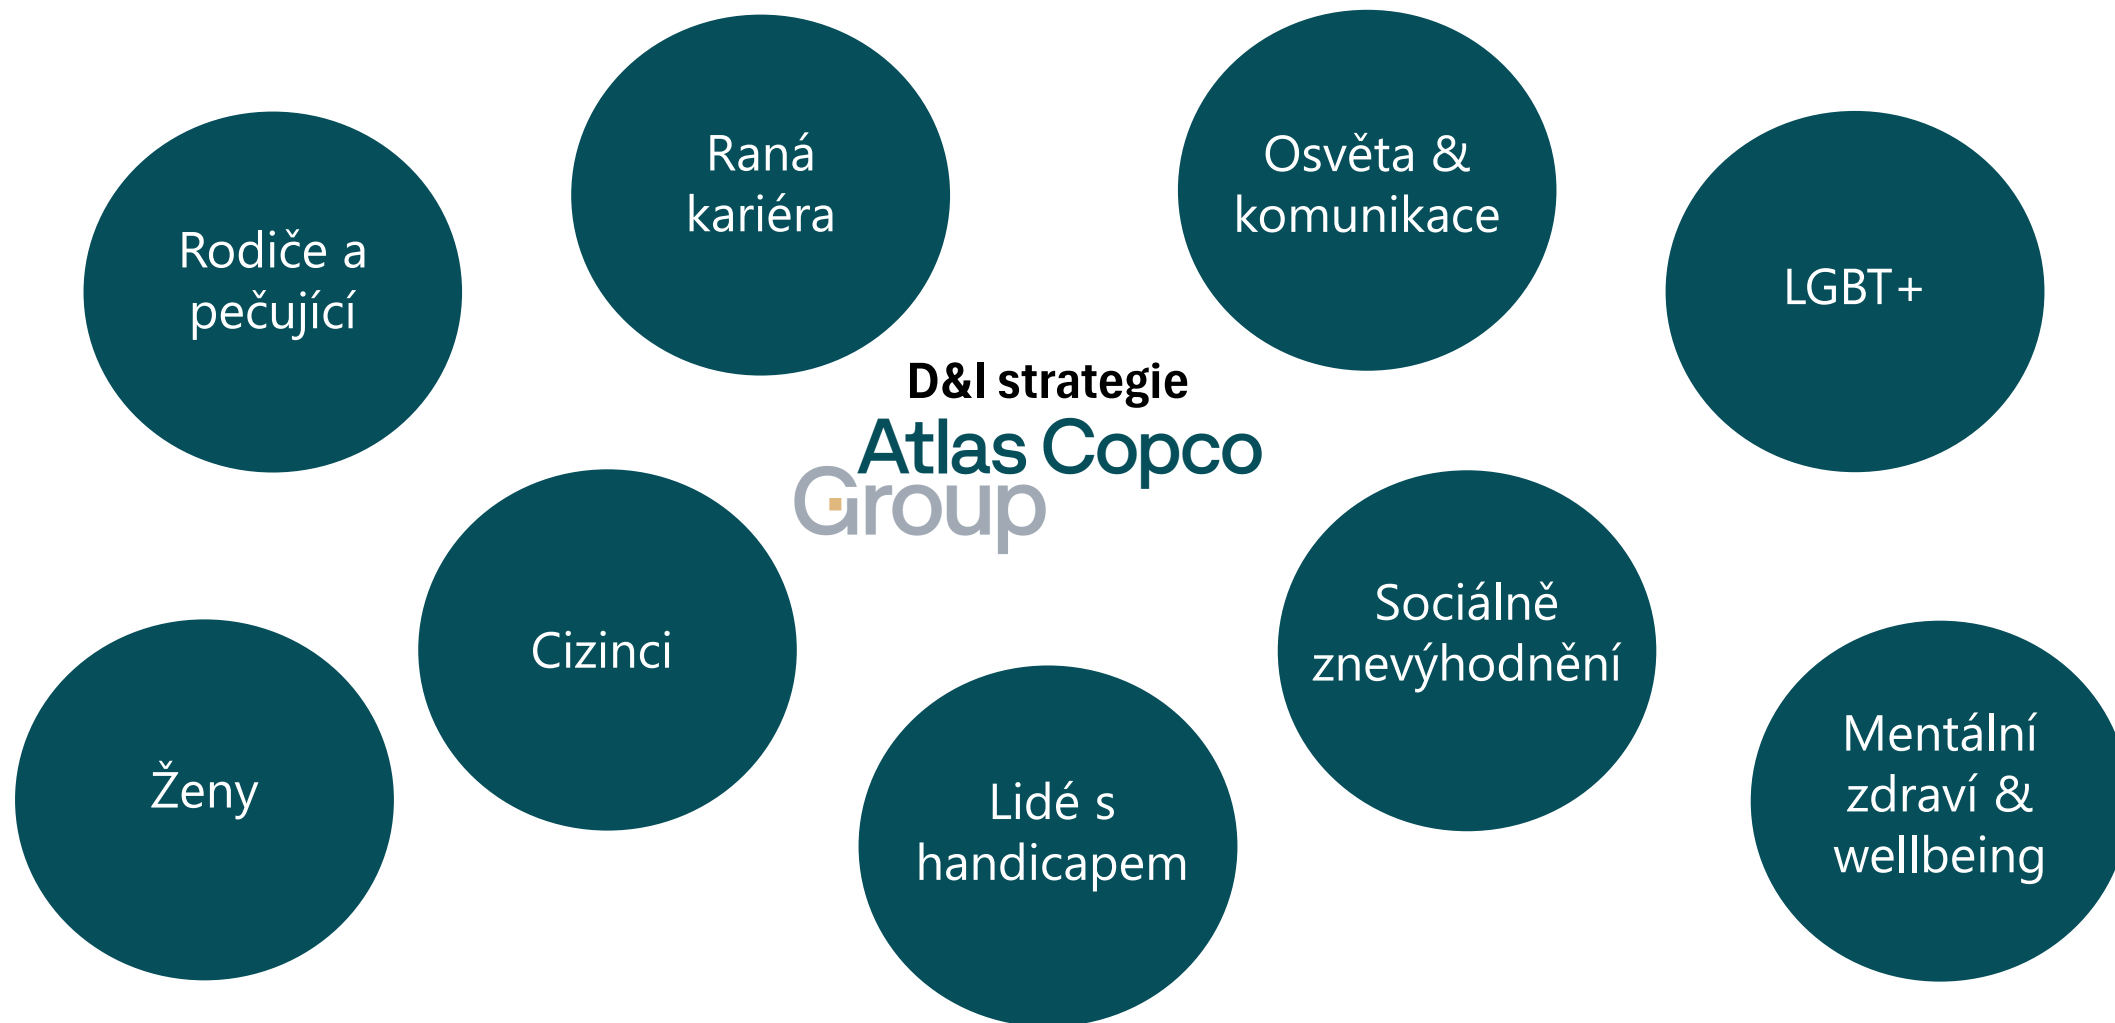 Rodiče a
pečující
Raná
kariéra
Osvěta &
komunikace
LGBT+
D&I strategie
Atlas Copco
Group
Ženy
Cizinci
Lidé s
handicapem
Sociálně
znevýhodnění
Mentální
zdraví &
wellbeing